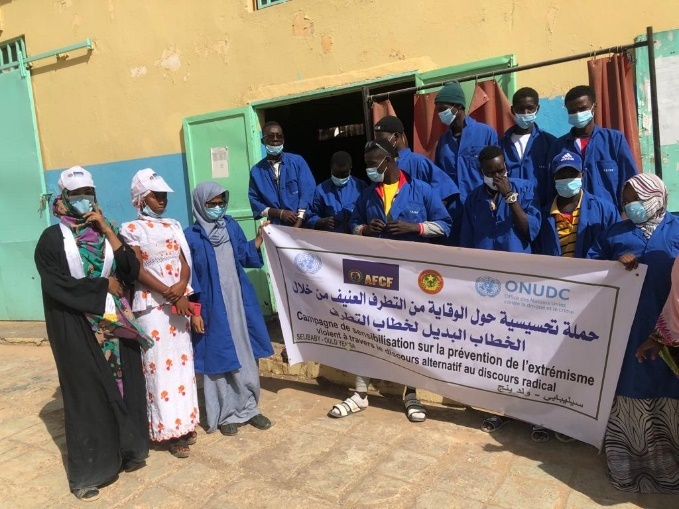 AFCF
ONUDC
Office des Nations Unies
contre la drogue et le crime
حملة تحسيسية حول الوقاية من التطرف العنيف من خلال
الخطاب البديل لخطاب التطرف
Campagne de sensibilisation sur la prévention de l'extrémisme
violent à travers le discours alternatif au discours radical
SELIBABY - OULD YENGA
سيليبابي - ولد ينج